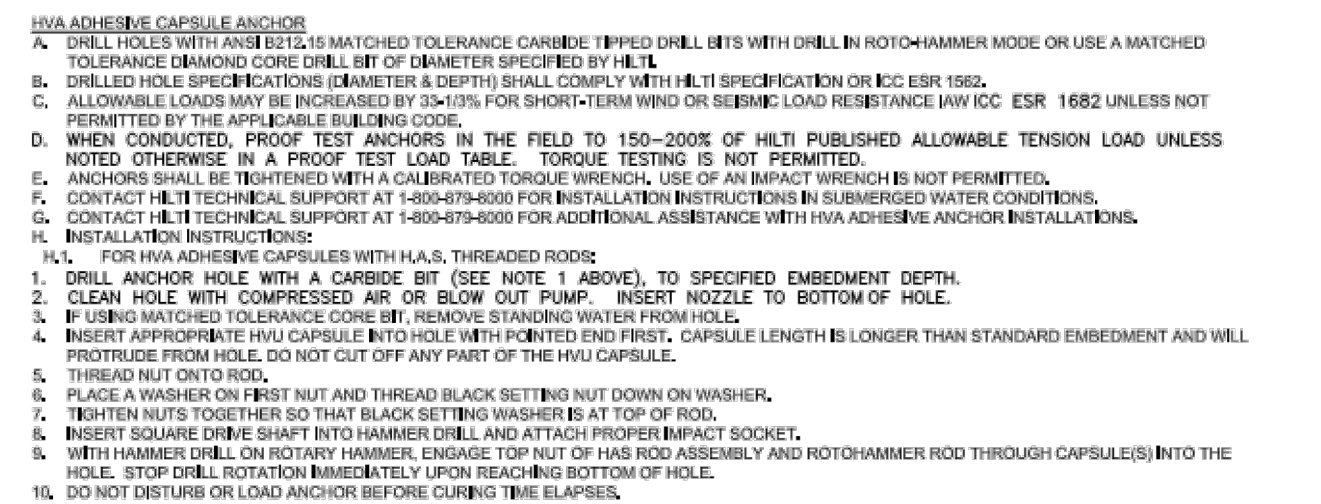 HVA ADHESIVE CAPSULE ANCHOR
A. DRILL HOLES WITH ANSI B212.15 MATCHED TOLERANCE CARBIDE TIPPED DRILL BITS WITH DRILL IN ROTO-HAMMER MODE OR USE A MATCHED
TOLERANCE DIAMOND CORE DRILL BIT OF DIAMETER SPECIFIED BY HILTI.
B. DRILLED HOLE SPECIFICATIONS (DIAMETER & DEPTH) SHALL COMPLY WITH HILTI SPECIFICATION OR ICC ESR 1562.
C. ALLOWABLE LOADS MAY BE INCREASED BY 33-1/3% FOR SHORT-TERM WIND OR SEISMIC LOAD RESISTANCE IAW ICC ESR 1682 UNLESS NOT
PERMITTED BY THE APPLICABLE BUILDING CODE.
D. WHEN CONDUCTED, PROOF TEST ANCHORS IN THE FIELD TO 150-200% OF HILTI PUBLISHED ALLOWABLE TENSION LOAD UNLESS
NOTED OTHERWISE IN A PROOF TEST LOAD TABLE. TORQUE TESTING IS NOT PERMITTED.
E. ANCHORS SHALL BE TIGHTENED WITH A CALIBRATED TORQUE WRENCH. USE OF AN IMPACT WRENCH IS NOT PERMITTED.
F. CONTACT HILTI TECHNICAL SUPPORT AT 1-800-879-8000 FOR INSTALLATION INSTRUCTIONS IN SUBMERGED WATER CONDITIONS.
G. CONTACT HILTI TECHNICAL SUPPORT AT 1-800-879-8000 FOR ADDITIONAL ASSISTANCE WITH HVA ADHESIVE ANCHOR INSTALLATIONS.
H. INSTALLATION INSTRUCTIONS:
H.1. FOR HVA ADHESIVE CAPSULES WITH H.A.S. THREADED RODS:
1. DRILL ANCHOR HOLE WITH A CARBIDE BIT (SEE NOTE 1 ABOVE), TO SPECIFIED EMBEDMENT DEPTH.
2. CLEAN HOLE WITH COMPRESSED AIR OR BLOW OUT PUMP. INSERT NOZZLE TO BOTTOM OF HOLE.
3. IF USING MATCHED TOLERANCE CORE BIT, REMOVE STANDING WATER FROM HOLE.
4. INSERT APPROPRIATE HVU CAPSULE INTO HOLE WITH POINTED END FIRST. CAPSULE LENGTH IS LONGER THAN STANDARD EMBEDMENT AND WILL
PROTRUDE FROM HOLE. DO NOT CUT OFF ANY PART OF THE HVU CAPSULE.
5. THREAD NUT ONTO ROD.
6. PLACE A WASHER ON FIRST NUT AND THREAD BLACK SETTING NUT DOWN ON WASHER.
7. TIGHTEN NUTS TOGETHER SO THAT BLACK SETTING WASHER IS AT TOP OF ROD.
8. INSERT SQUARE DRIVE SHAFT INTO HAMMER DRILL AND ATTACH PROPER IMPACT SOCKET.
9. WITH HAMMER DRILL ON ROTARY HAMMER, ENGAGE TOP NUT OF HAS ROD ASSEMBLY AND ROTOHAMMER ROD THROUGH CAPSULE(S) INTO THE
HOLE. STOP DRILL ROTATION IMMEDIATELY UPON REACHING BOTTOM OF HOLE.
10. DO NOT DISTURB OR LOAD ANCHOR BEFORE CURING TIME ELAPSES.